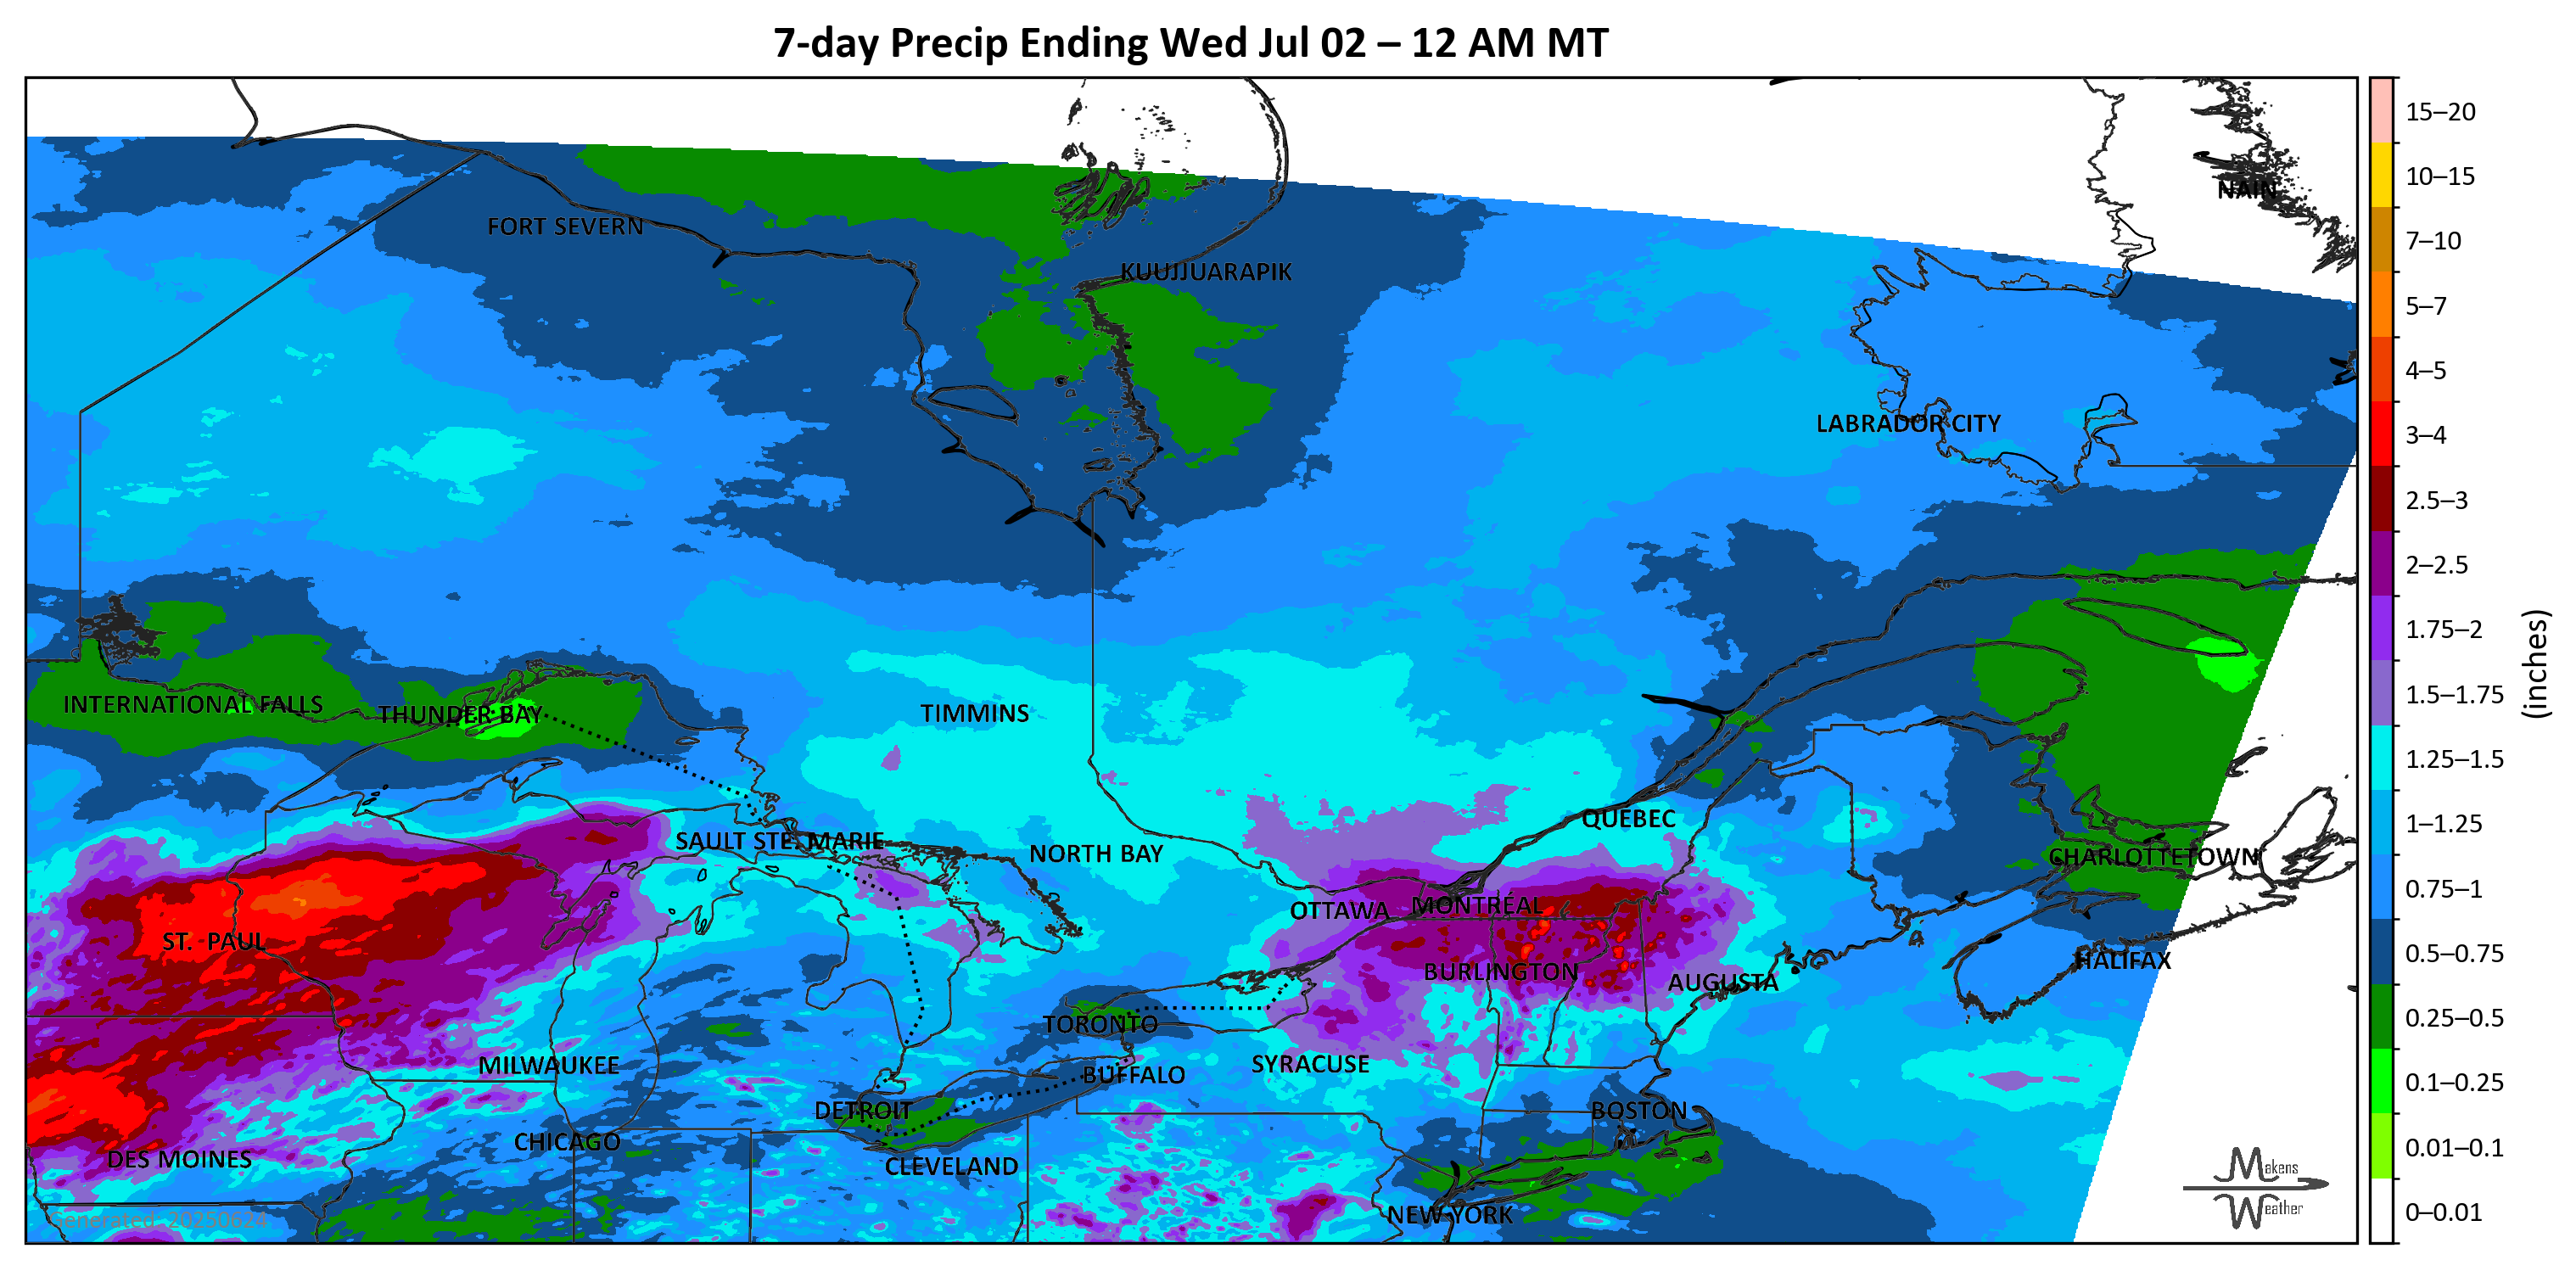 7-day Precip Ending Wed Jul 02 – 12 AM MT
NAIN
FORT SEVERN
KUUJJUARAPIK
LABRADOR CITY
INTERNATIONAL FALLS
THUNDER BAY
TIMMINS
QUEBEC
SAULT STE. MARIE
NORTH BAY
CHARLOTTETOWN
OTTAWA
MONTRÉAL
ST. PAUL
HALIFAX
BURLINGTON
AUGUSTA
TORONTO
SYRACUSE
MILWAUKEE
BUFFALO
DETROIT
BOSTON
CHICAGO
DES MOINES
CLEVELAND
NEW YORK
Generated: 20250624
Makens
Weather
15–20
10–15
7–10
5–7
4–5
3–4
2.5–3
2–2.5
1.75–2
1.5–1.75
1.25–1.5
1–1.25
0.75–1
0.5–0.75
0.25–0.5
0.1–0.25
0.01–0.1
0–0.01
(inches)